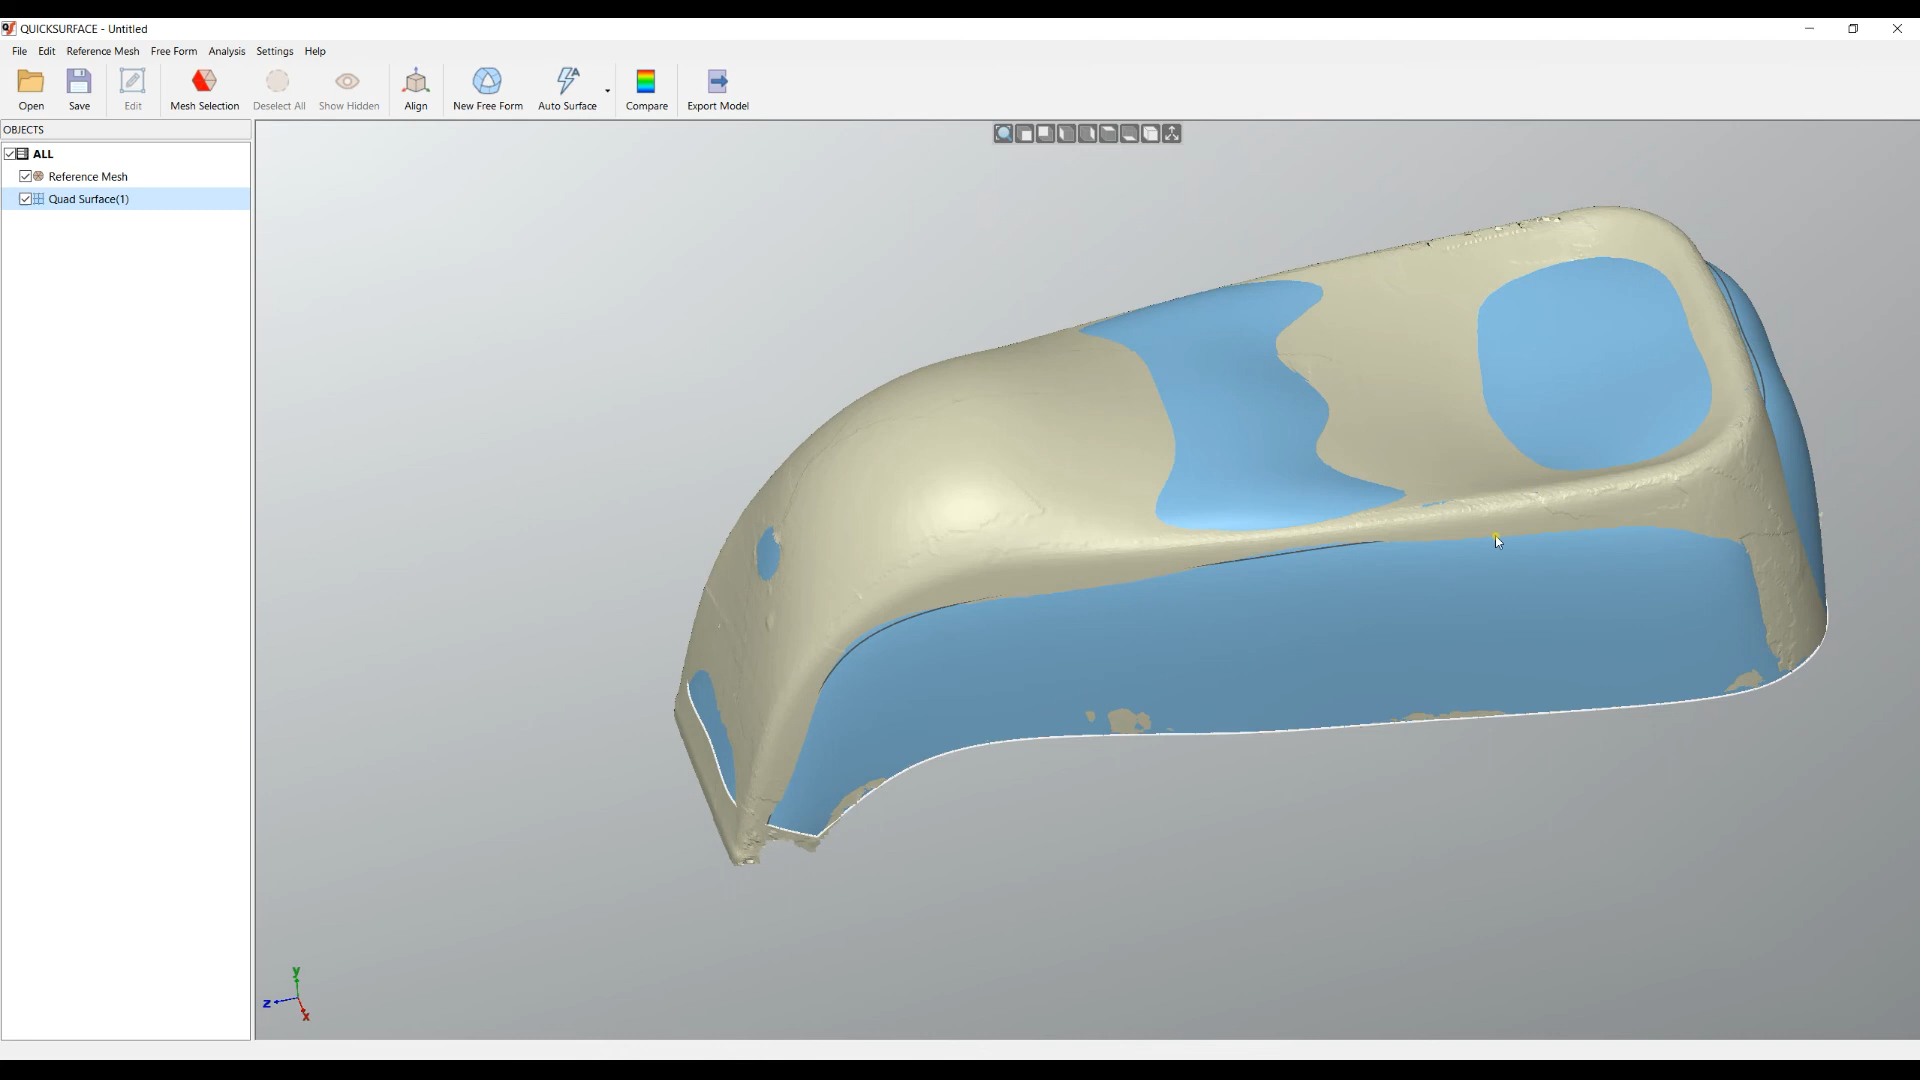 QUICKSURFACE - Untitled
File Edit Reference Mesh Free Form Analysis Settings Help
Open Save Edit Mesh Selection Deselect All Show Hidden Align New Free Form Auto Surface Compare Export Model
OBJECTS
ALL
Reference Mesh
Quad Surface(1)
y
z
x